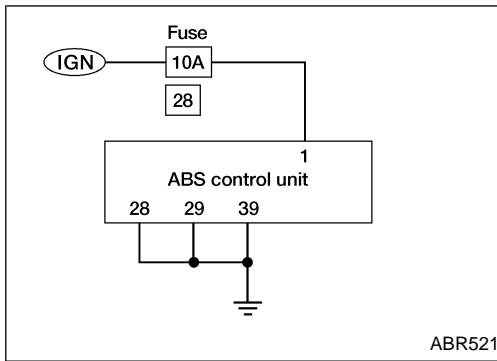 Fuse
IGN
10A
28
1
ABS control unit
28 29 39
ABR521